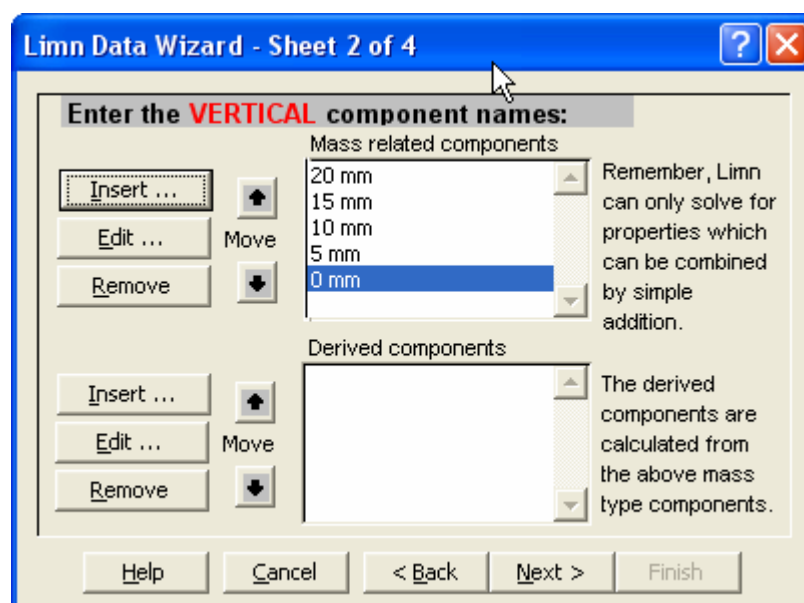 Limn Data Wizard - Sheet 2 of 4
Enter the VERTICAL component names:
Mass related components
Insert ...
Edit ...
Remove
Move
20 mm
15 mm
10 mm
5 mm
0 mm
Remember, Limn
can only solve for
properties which
can be combined
by simple
addition.
Derived components
Insert ...
Edit ...
Remove
Move
The derived
components are
calculated from
the above mass
type components.
Help
Cancel
< Back
Next >
Finish